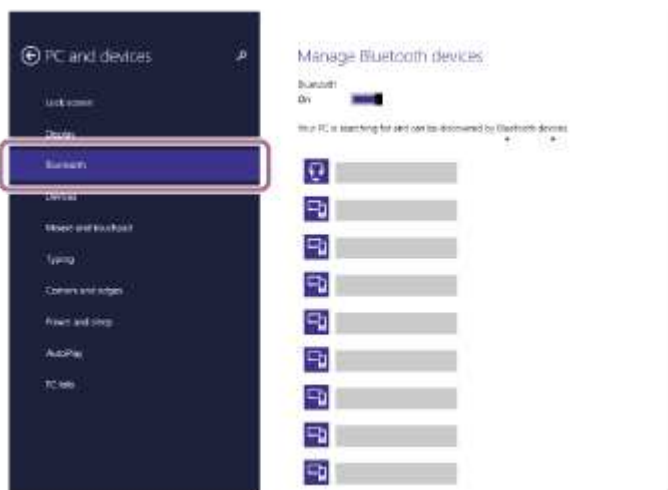 PC and devices
Lock screen
Display
Bluetooth
Devices
Mouse and touchpad
Typing
Corners and edges
Power and sleep
AutoPlay
PC info
Manage Bluetooth devices
Bluetooth
On
Your PC is searching for and can be discovered by Bluetooth devices.